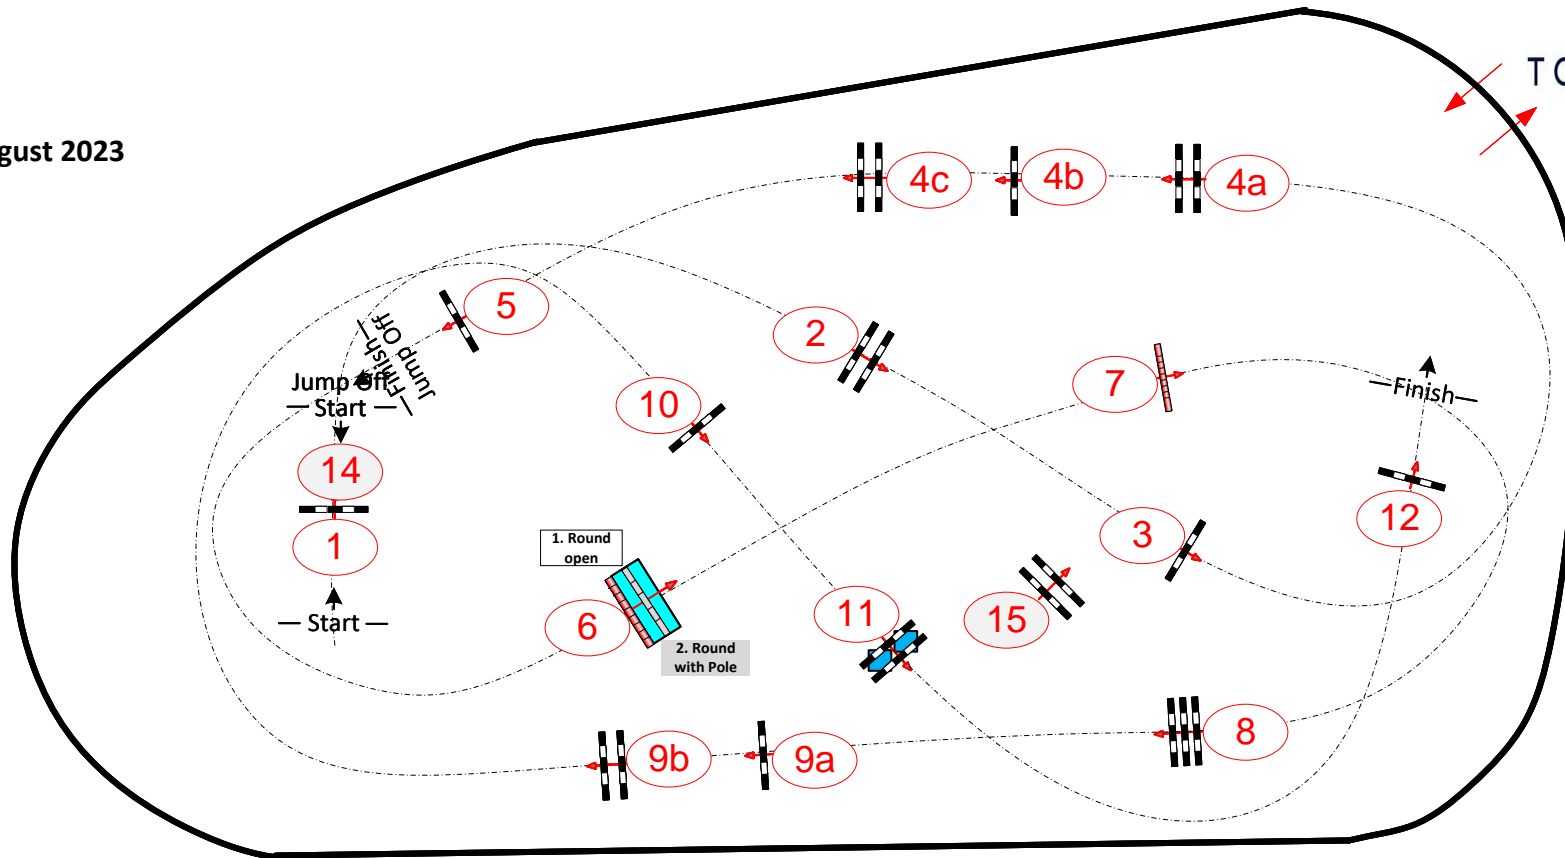 TO
gust 2023
4c
4b
4a
5
2
Jump Off
—Finish—
7
Jump Off
— Start —
—Finish—
10
14
12
1
3
1. Round
open
6
11
15
— Start —
2. Round
with Pole
8
9b
9a